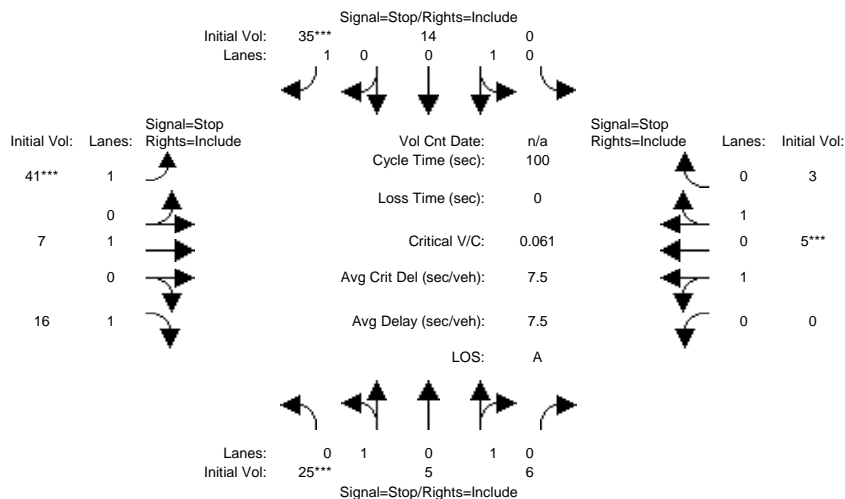 Signal=Stop/Rights=Include
Initial Vol: 35*** 14 0
Lanes: 1 0 0 1 0
Signal=Stop
Initial Vol: Lanes: Rights=Include
Vol Cnt Date: n/a
Signal=Stop
Rights=Include Lanes: Initial Vol:
Cycle Time (sec): 100
41*** 1
0 3
Loss Time (sec): 0
0
1
7 1
Critical V/C: 0.061
0 5***
0
Avg Crit Del (sec/veh): 7.5
1
16 1
Avg Delay (sec/veh): 7.5
0 0
LOS: A
Lanes: 0 1 0 1 0
Initial Vol: 25*** 5 6
Signal=Stop/Rights=Include